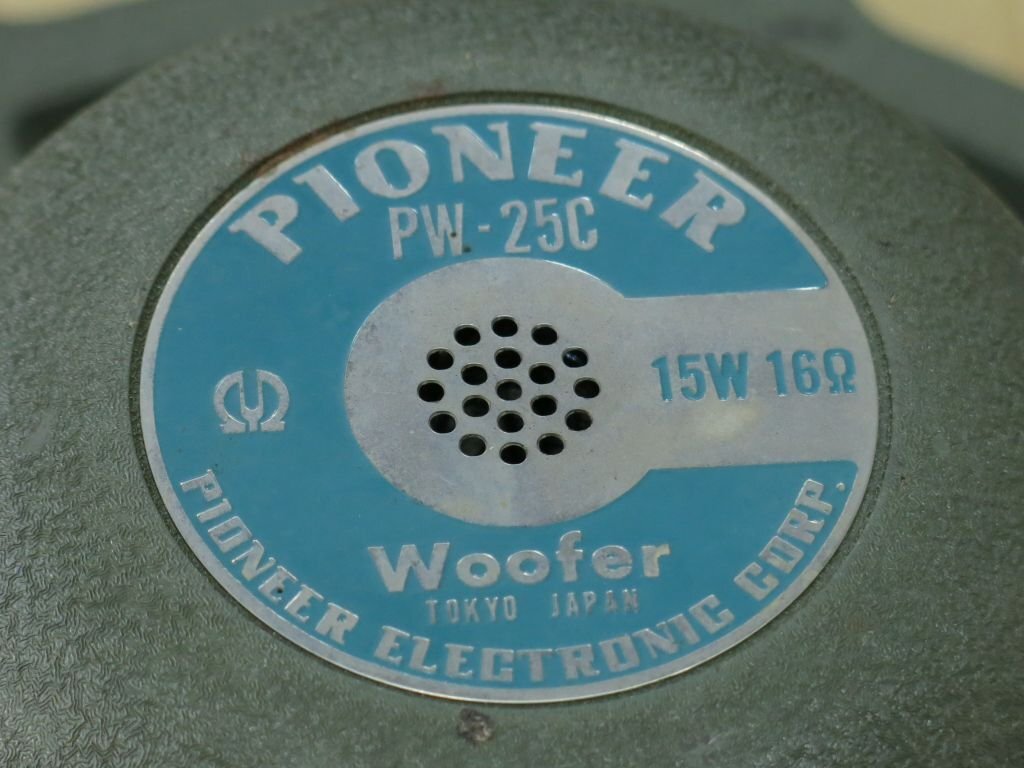 PIONEER
PW-25C
15W 16Ω
Woofer
TOKYO JAPAN
PIONEER ELECTRONIC CORP.